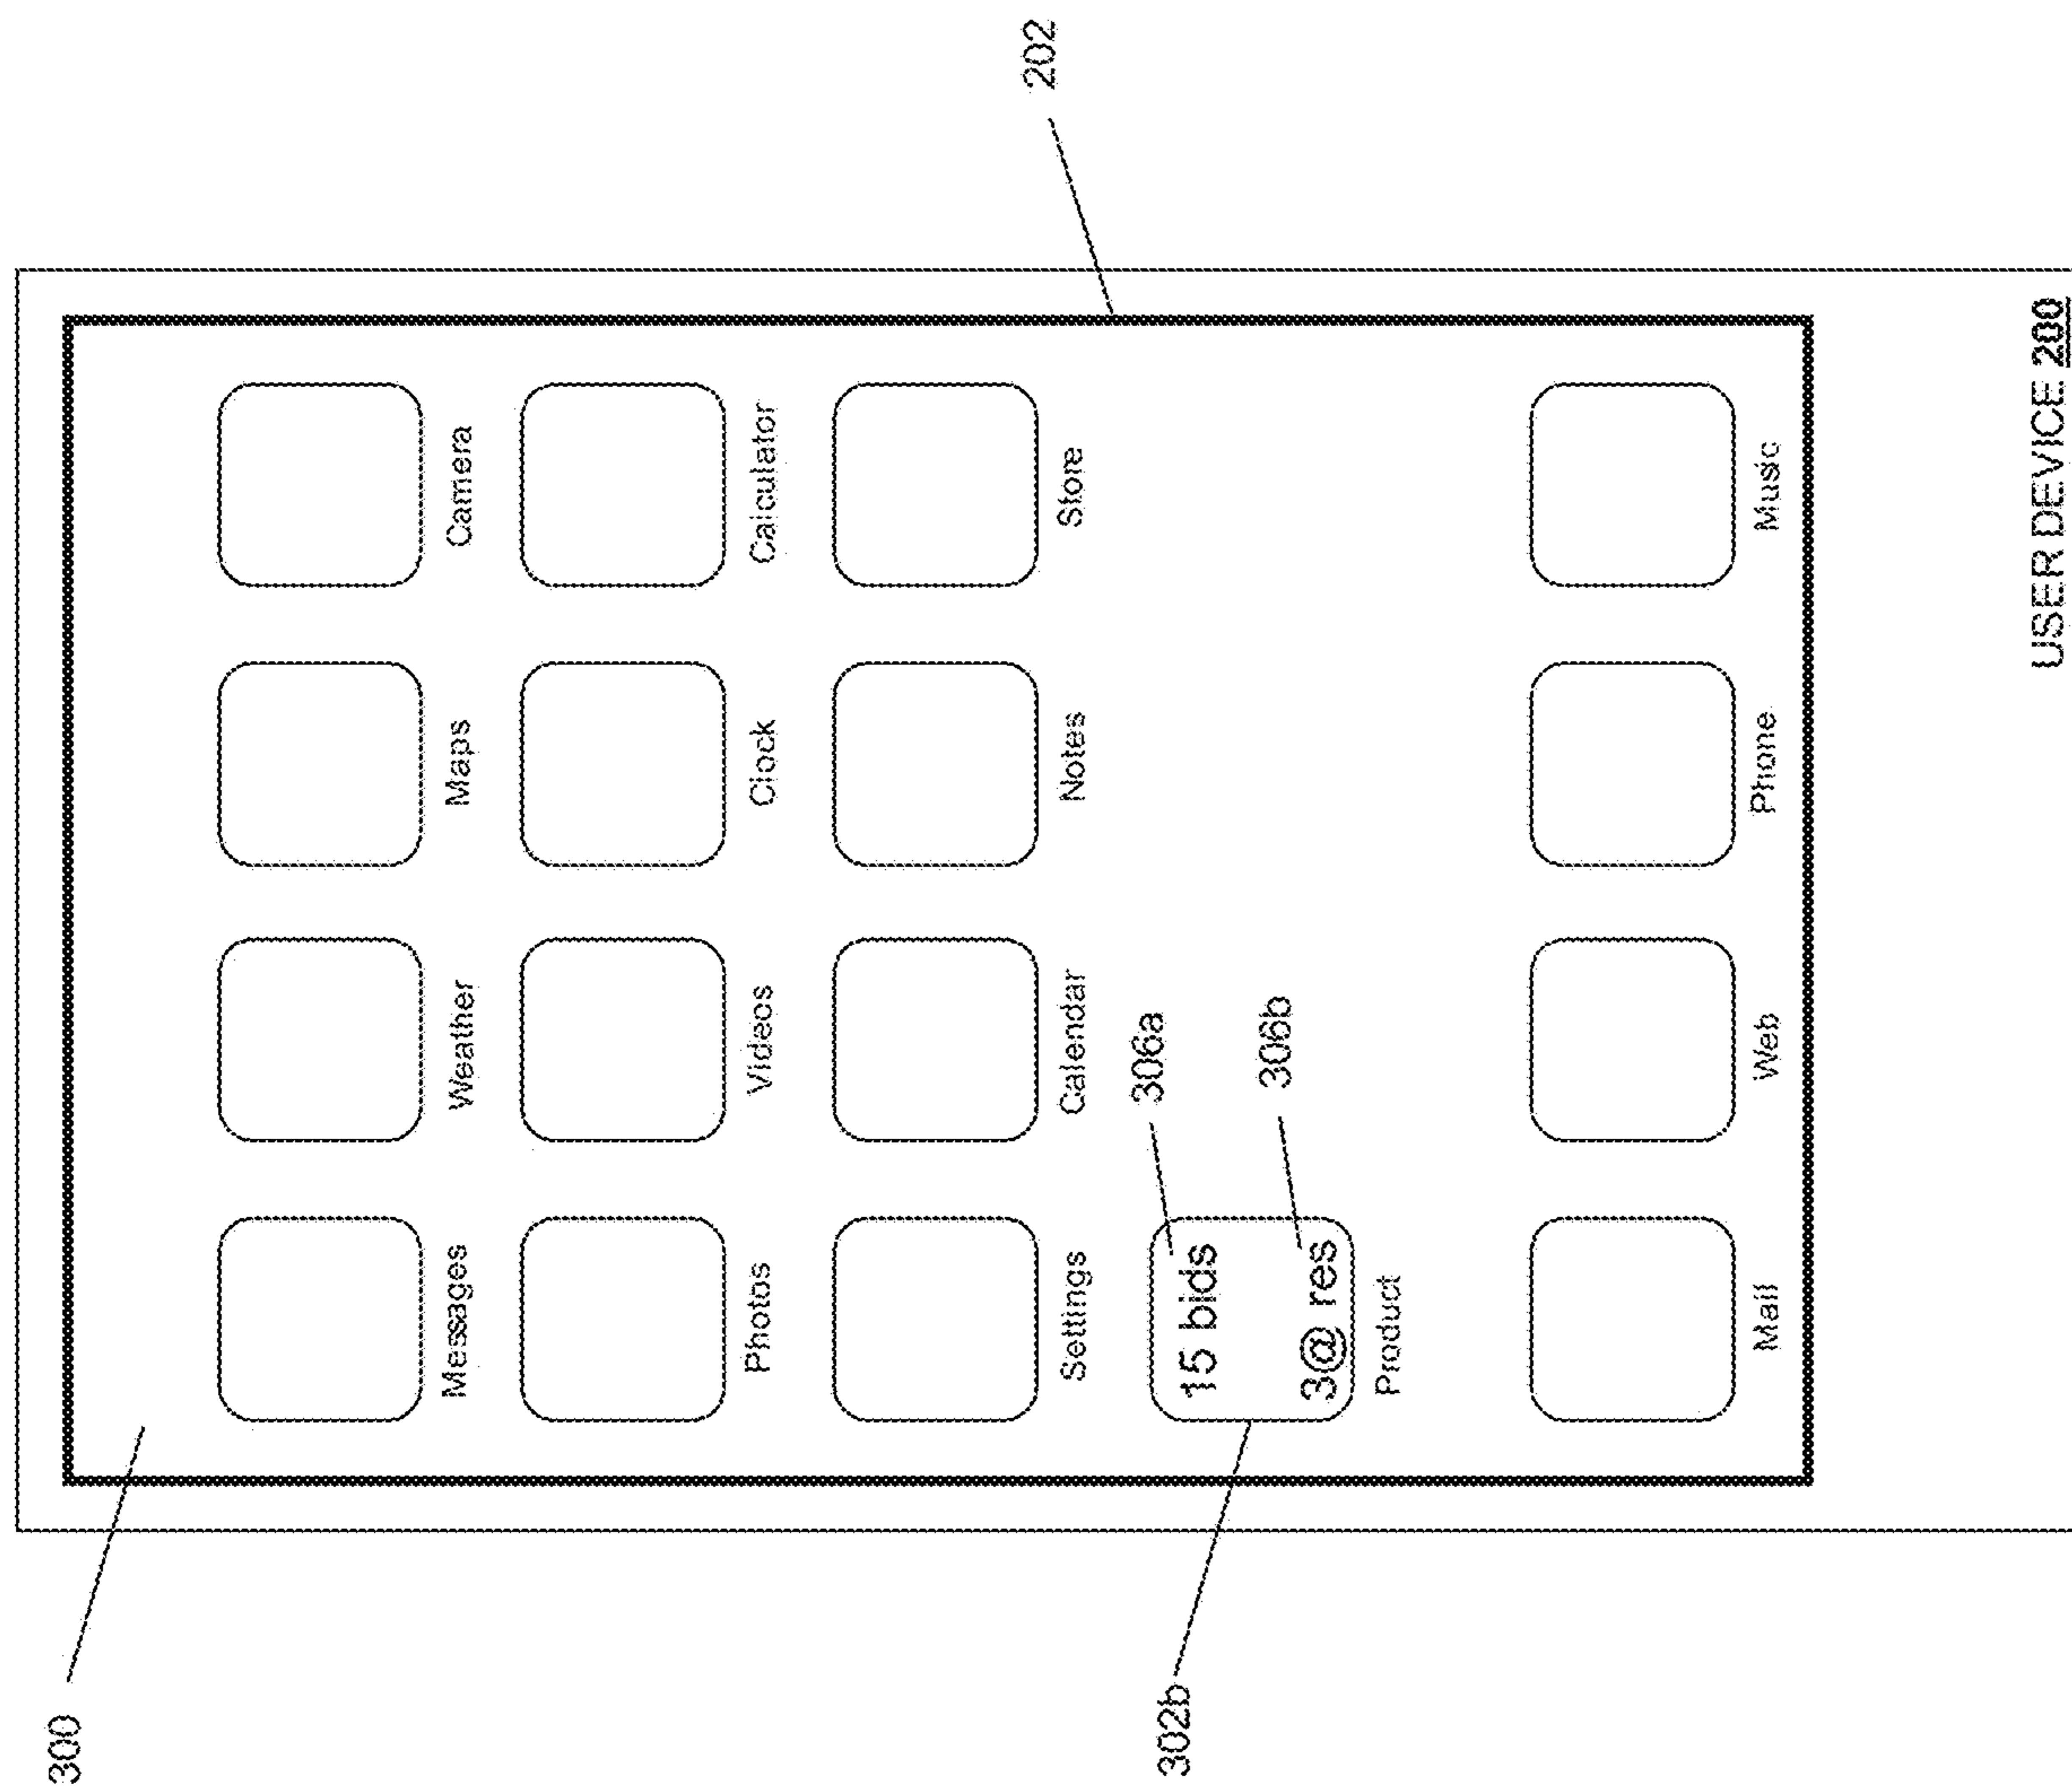 300
202
Messages Weather Maps Camera
Photos Videos Clock Calculator
Settings Calendar Notes Store
306a
15 bids
302b
306b
3@ res
Product
Mail Web Phone Music
USER DEVICE 200